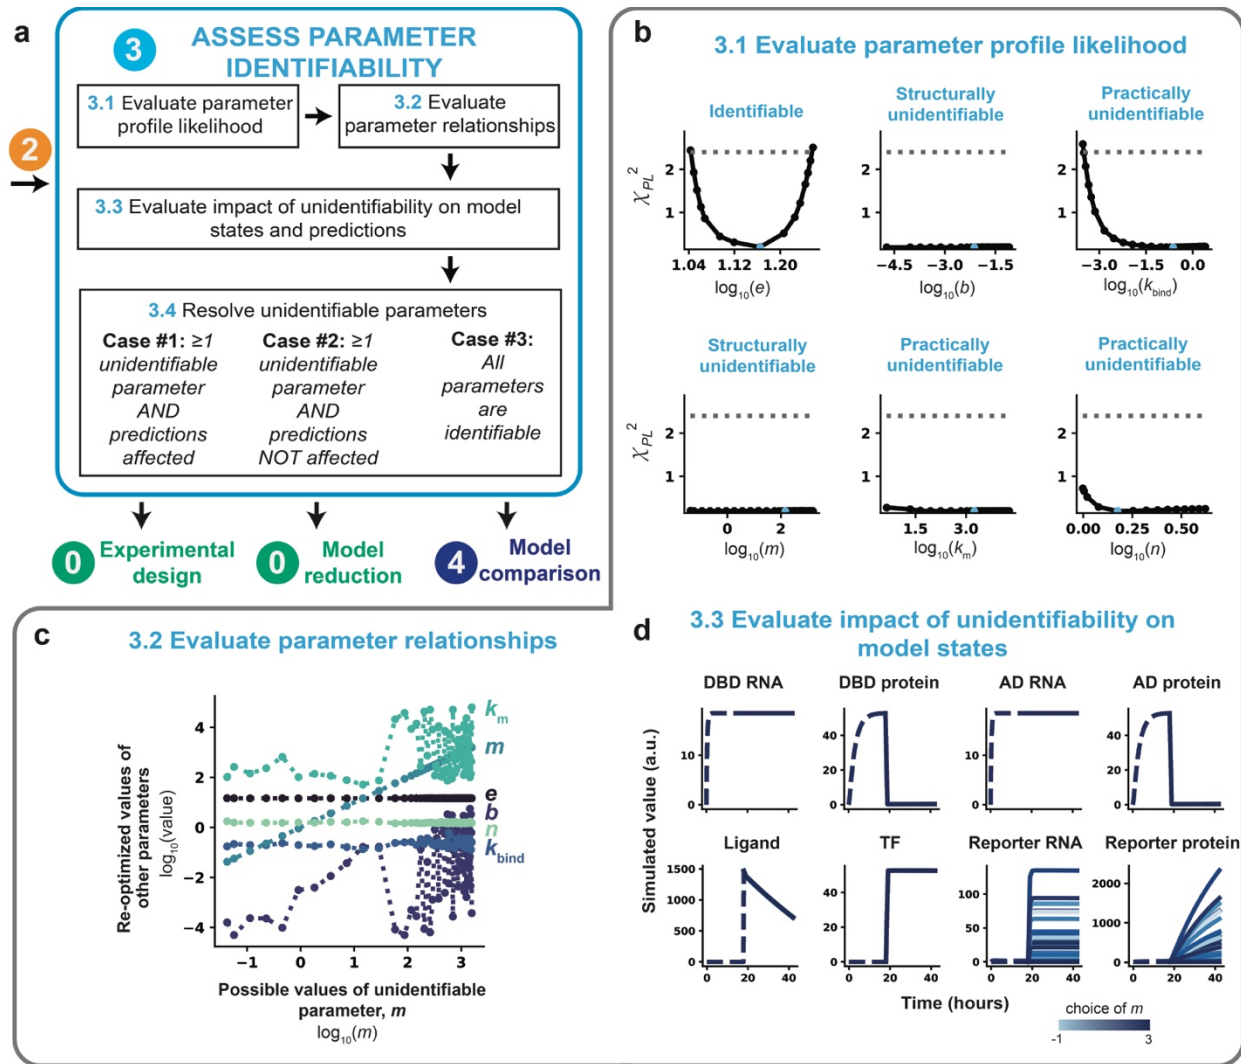 a
3
ASSESS PARAMETER
IDENTIFIABILITY
3.1 Evaluate parameter
profile likelihood
3.2 Evaluate
parameter relationships
2
3.3 Evaluate impact of unidentifiability on model
states and predictions
3.4 Resolve unidentifiable parameters
Case #1: ≥1
unidentifiable
parameter
AND
predictions
affected
Case #2: ≥1
unidentifiable
parameter
AND
predictions
NOT affected
Case #3:
All
parameters
are
identifiable
0 Experimental
design
0 Model
reduction
4 Model
comparison
b
3.1 Evaluate parameter profile likelihood
Identifiable
Structurally
unidentifiable
Practically
unidentifiable
χPL²
2
1
1.04 1.12 1.20
log10(e)
2
1
−4.5 −3.0 −1.5
log10(b)
2
1
−3.0 −1.5 0.0
log10(kbind)
Structurally
unidentifiable
Practically
unidentifiable
Practically
unidentifiable
χPL²
2
1
0 2
log10(m)
2
1
1.5 3.0
log10(km)
2
1
0.00 0.25 0.50
log10(n)
c
3.2 Evaluate parameter relationships
Re-optimized values of
other parameters
log10(value)
4
2
0
−2
−4
km
m
e
b
n
kbind
−1 0 1 2 3
Possible values of unidentifiable
parameter, m
log10(m)
d
3.3 Evaluate impact of unidentifiability on
model states
Simulated value (a.u.)
DBD RNA
10
0
DBD protein
40
20
0
AD RNA
10
0
AD protein
40
20
0
Ligand
1500
1000
500
0
0 20 40
TF
40
20
0
0 20 40
Reporter RNA
100
50
0
0 20 40
Reporter protein
2000
1000
0
0 20 40
Time (hours)
choice of m
-1 3